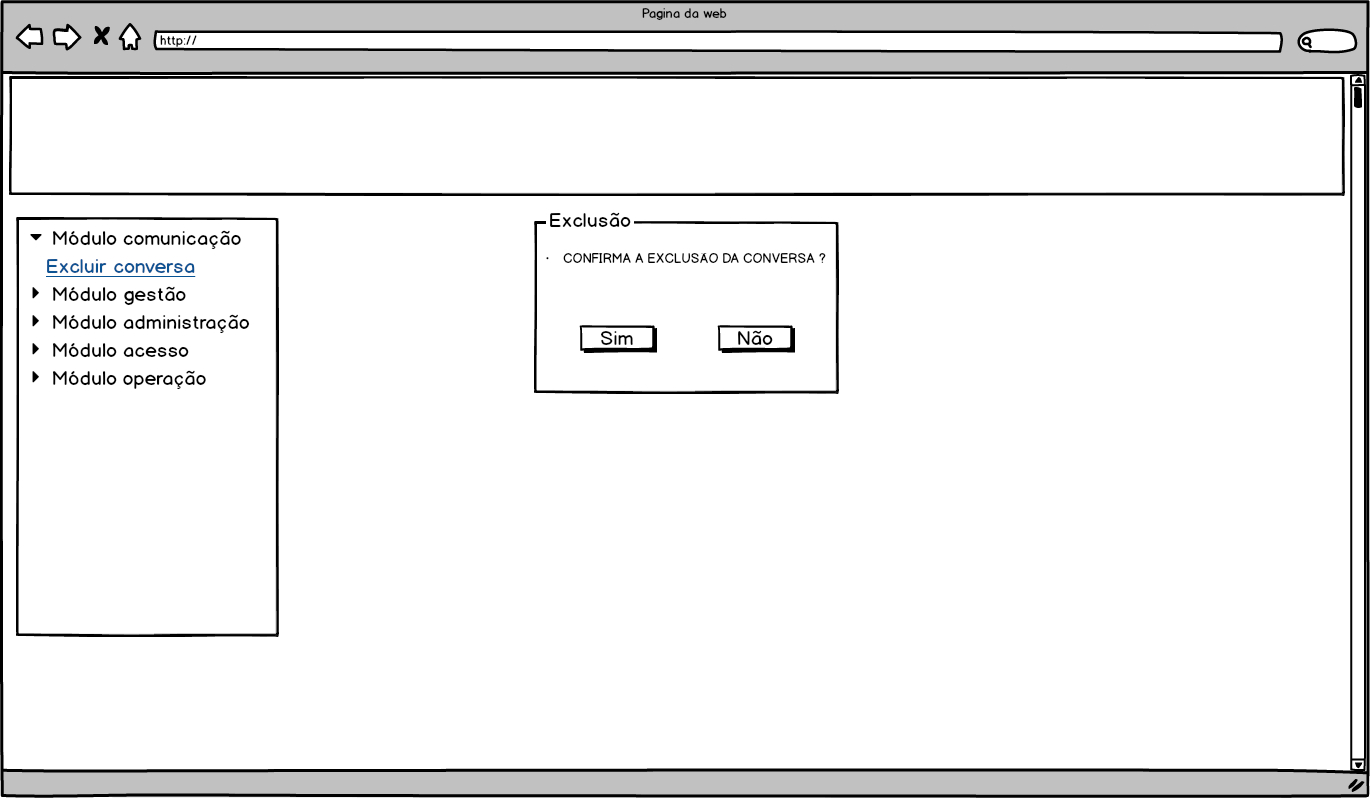 Pagina da web
http://
Módulo comunicação
Excluir conversa
Módulo gestão
Módulo administração
Módulo acesso
Módulo operação
Exclusão
· CONFIRMA A EXCLUSÃO DA CONVERSA ?
Sim
Não